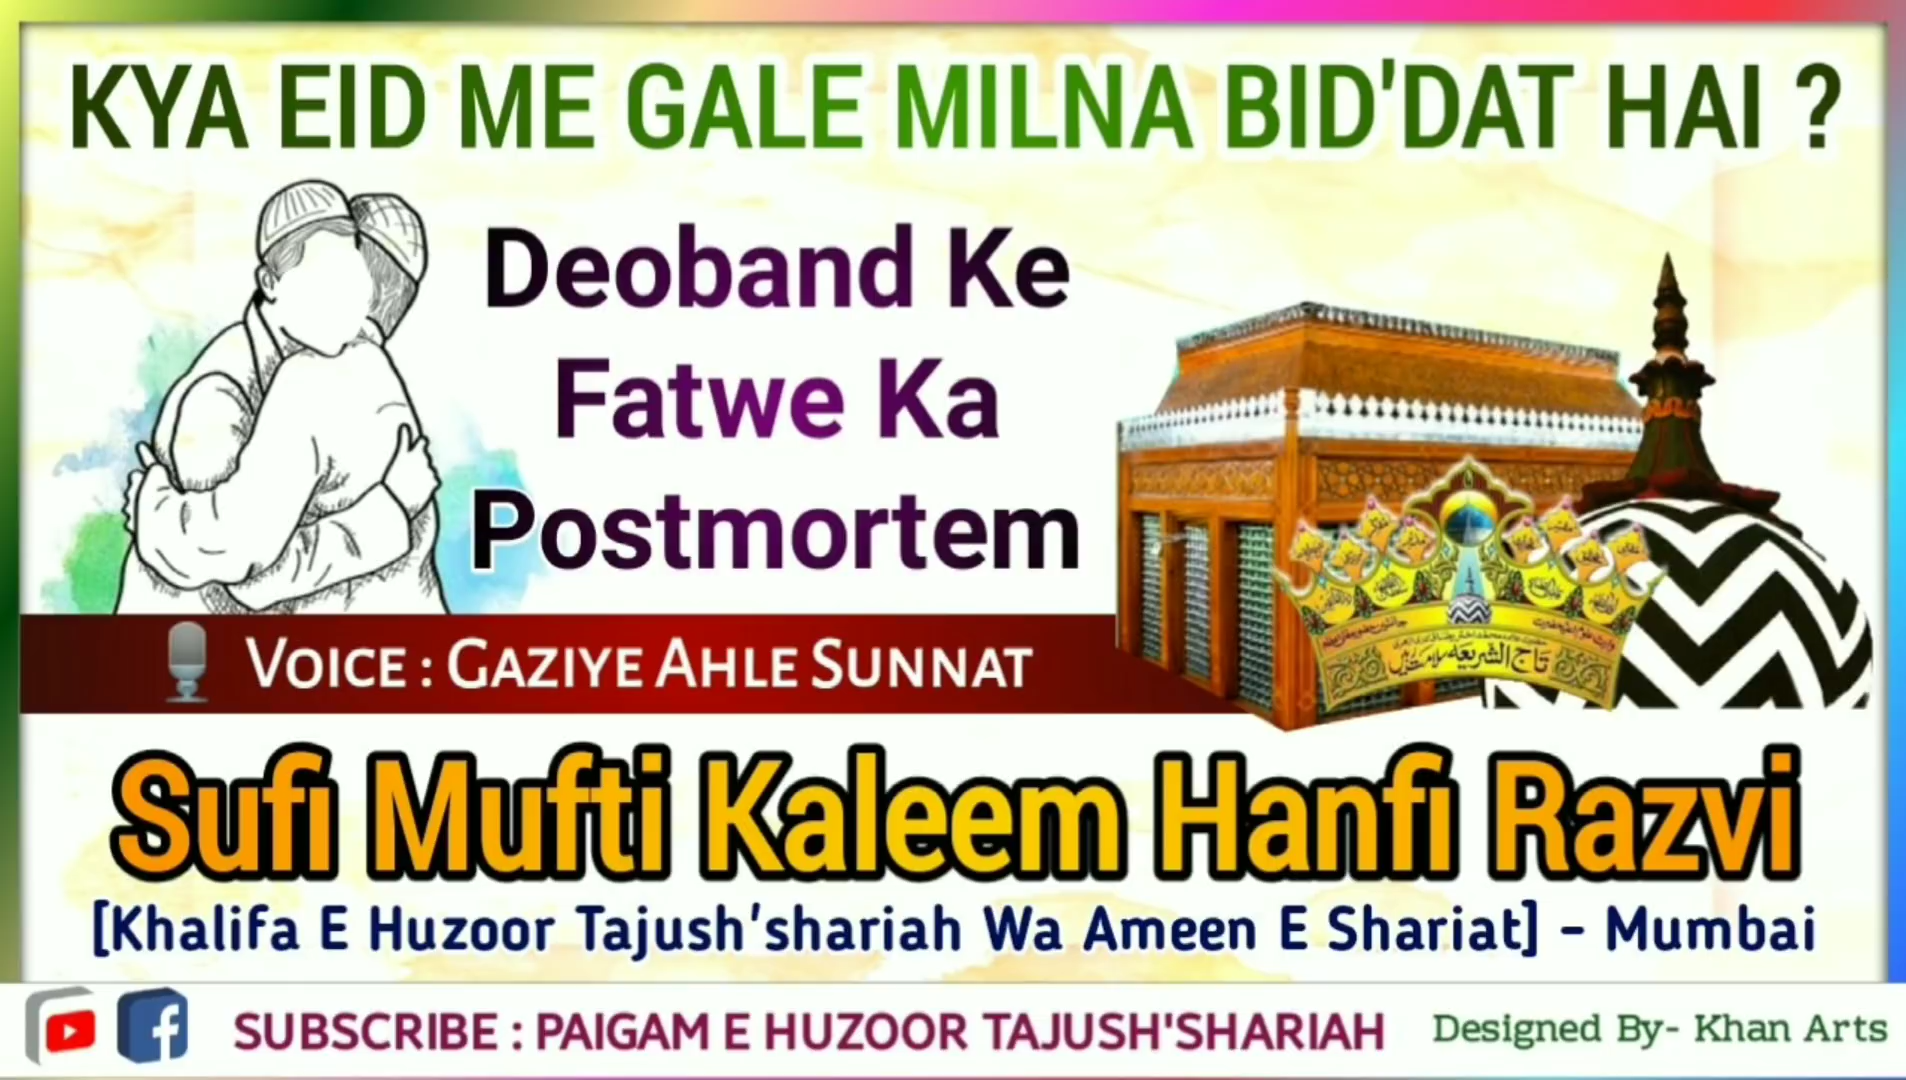 KYA EID ME GALE MILNA BID'DAT HAI ?
Deoband Ke
Fatwe Ka
Postmortem
تاج الشریعہ
VOICE : GAZIYE AHLE SUNNAT
Sufi Mufti Kaleem Hanfi Razvi
[Khalifa E Huzoor Tajush'shariah Wa Ameen E Shariat] - Mumbai
SUBSCRIBE : PAIGAM E HUZOOR TAJUSH'SHARIAH
Designed By- Khan Arts